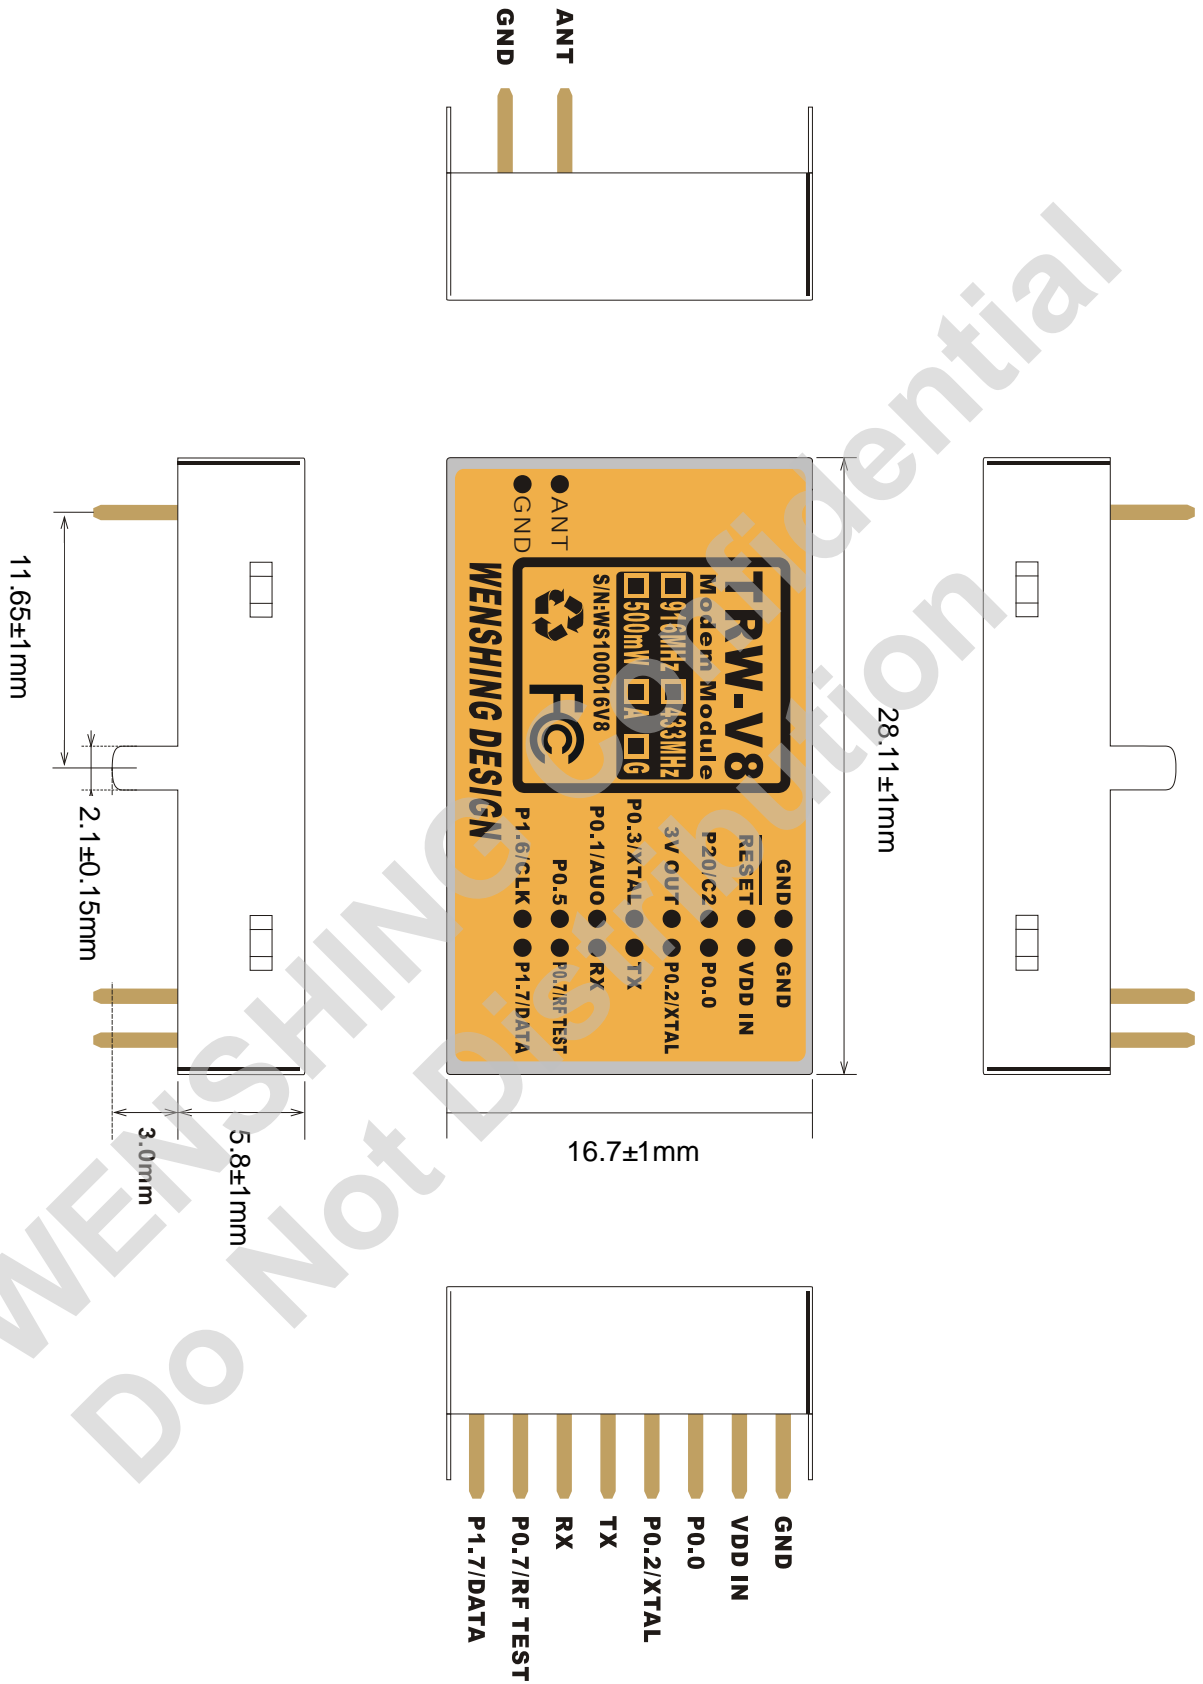 GND
ANT
TRW-V8
Modem Module
916MHz 433MHz
500mW A G
S/N:WS100016V8
FC
WENSHING DESIGN
ANT
GND
GND GND
RESET VDD IN
P20/C2 P0.0
3V OUT P0.2/XTAL
P0.3/XTAL TX
P0.1/AUO RX
P0.5 P0.7/RF TEST
P1.6/CLK P1.7/DATA
28.11±1mm
16.7±1mm
11.65±1mm
2.1±0.15mm
3.0mm
5.8±1mm
GND
VDD IN
P0.0
P0.2/XTAL
TX
RX
P0.7/RF TEST
P1.7/DATA
WENSHING Confidential
Do Not Distribution